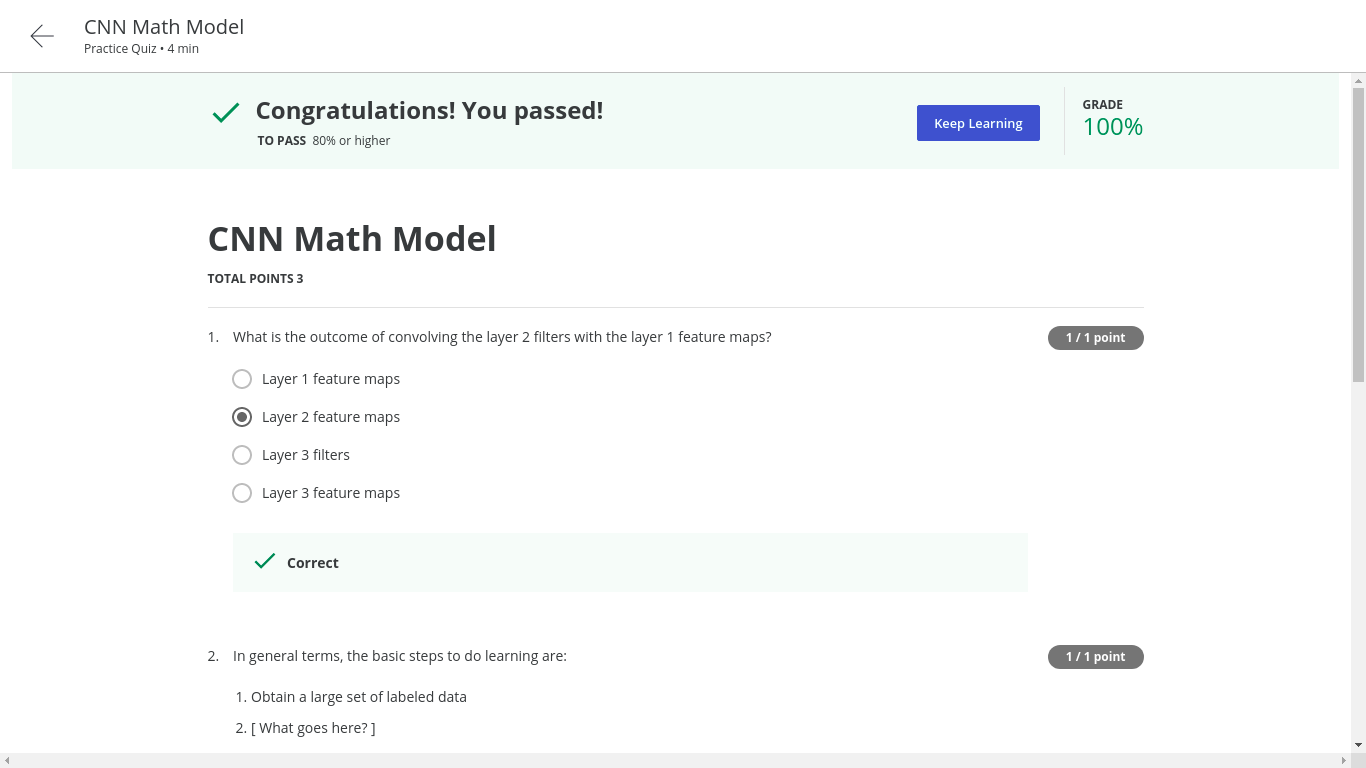 CNN Math Model
Practice Quiz • 4 min
Congratulations! You passed!
TO PASS 80% or higher
Keep Learning
GRADE
100%
CNN Math Model
TOTAL POINTS 3
1. What is the outcome of convolving the layer 2 filters with the layer 1 feature maps?
1 / 1 point
Layer 1 feature maps
Layer 2 feature maps
Layer 3 filters
Layer 3 feature maps
Correct
2. In general terms, the basic steps to do learning are:
1 / 1 point
1. Obtain a large set of labeled data
2. [ What goes here? ]